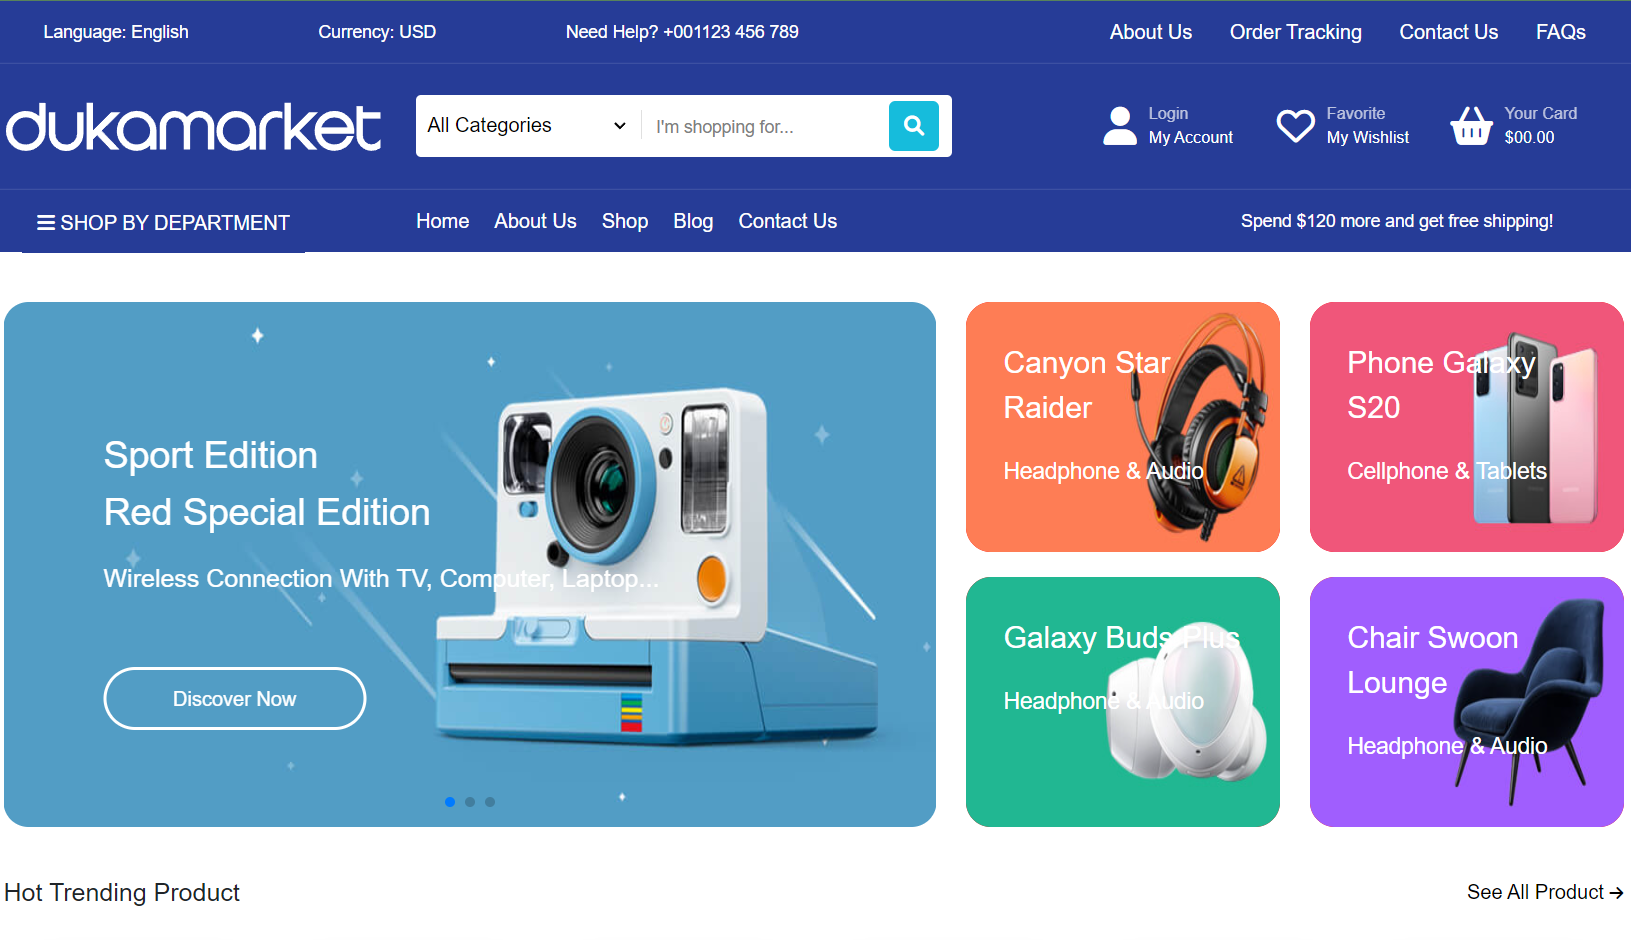 Language: English
Currency: USD
Need Help? +001123 456 789
About Us
Order Tracking
Contact Us
FAQs
dukamarket
All Categories
I'm shopping for...
Login
My Account
Favorite
My Wishlist
Your Card
$00.00
SHOP BY DEPARTMENT
Home
About Us
Shop
Blog
Contact Us
Spend $120 more and get free shipping!
Sport Edition
Red Special Edition
Wireless Connection With TV, Computer, Laptop...
Discover Now
Canyon Star
Raider
Headphone & Audio
Phone Galaxy
S20
Cellphone & Tablets
Galaxy Buds Plus
Headphone & Audio
Chair Swoon
Lounge
Headphone & Audio
Hot Trending Product
See All Product